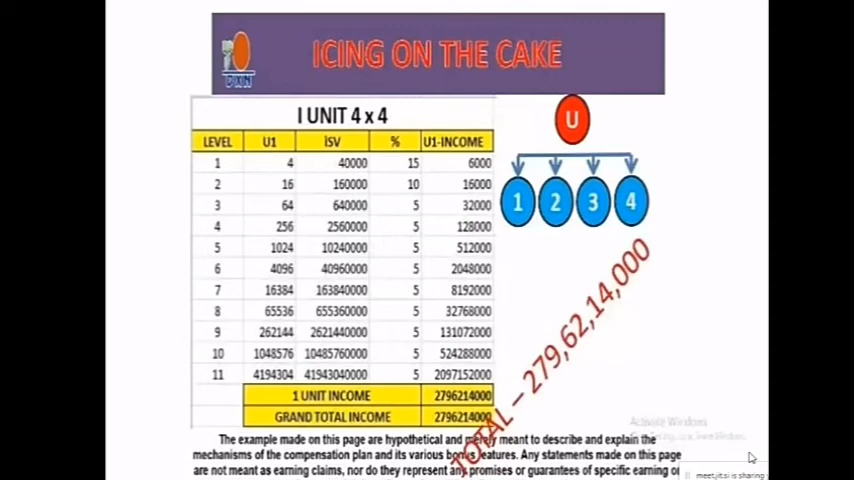 ICING ON THE CAKE
DXN
I UNIT 4 x 4
LEVEL U1 ISV % U1-INCOME
1 4 40000 15 6000
2 16 160000 10 16000
3 64 640000 5 32000
4 256 2560000 5 128000
5 1024 10240000 5 512000
6 4096 40960000 5 2048000
7 16384 163840000 5 8192000
8 65536 655360000 5 32768000
9 262144 2621440000 5 131072000
10 1048576 10485760000 5 524288000
11 4194304 41943040000 5 2097152000
1 UNIT INCOME 2796214000
GRAND TOTAL INCOME 2796214000
U
1 2 3 4
TOTAL – 279,62,14,000
The example made on this page are hypothetical and merely meant to describe and explain the
mechanisms of the compensation plan and its various bonus features. Any statements made on this page
are not meant as earning claims, nor do they represent any promises or guarantees of specific earning or
Activate Windows
meet.jit.si is sharing